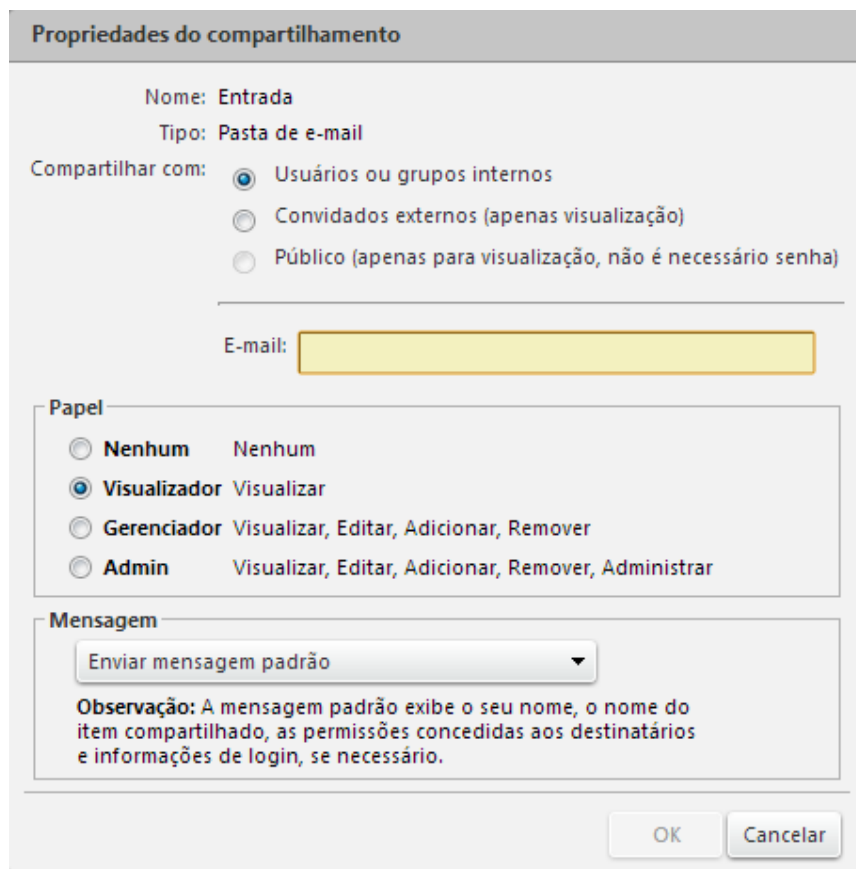 Propriedades do compartilhamento
Nome: Entrada
Tipo: Pasta de e-mail
Compartilhar com: Usuários ou grupos internos
Convidados externos (apenas visualização)
Público (apenas para visualização, não é necessário senha)
E-mail:
Papel
Nenhum Nenhum
Visualizador Visualizar
Gerenciador Visualizar, Editar, Adicionar, Remover
Admin Visualizar, Editar, Adicionar, Remover, Administrar
Mensagem
Enviar mensagem padrão
Observação: A mensagem padrão exibe o seu nome, o nome do
item compartilhado, as permissões concedidas aos destinatários
e informações de login, se necessário.
OK Cancelar